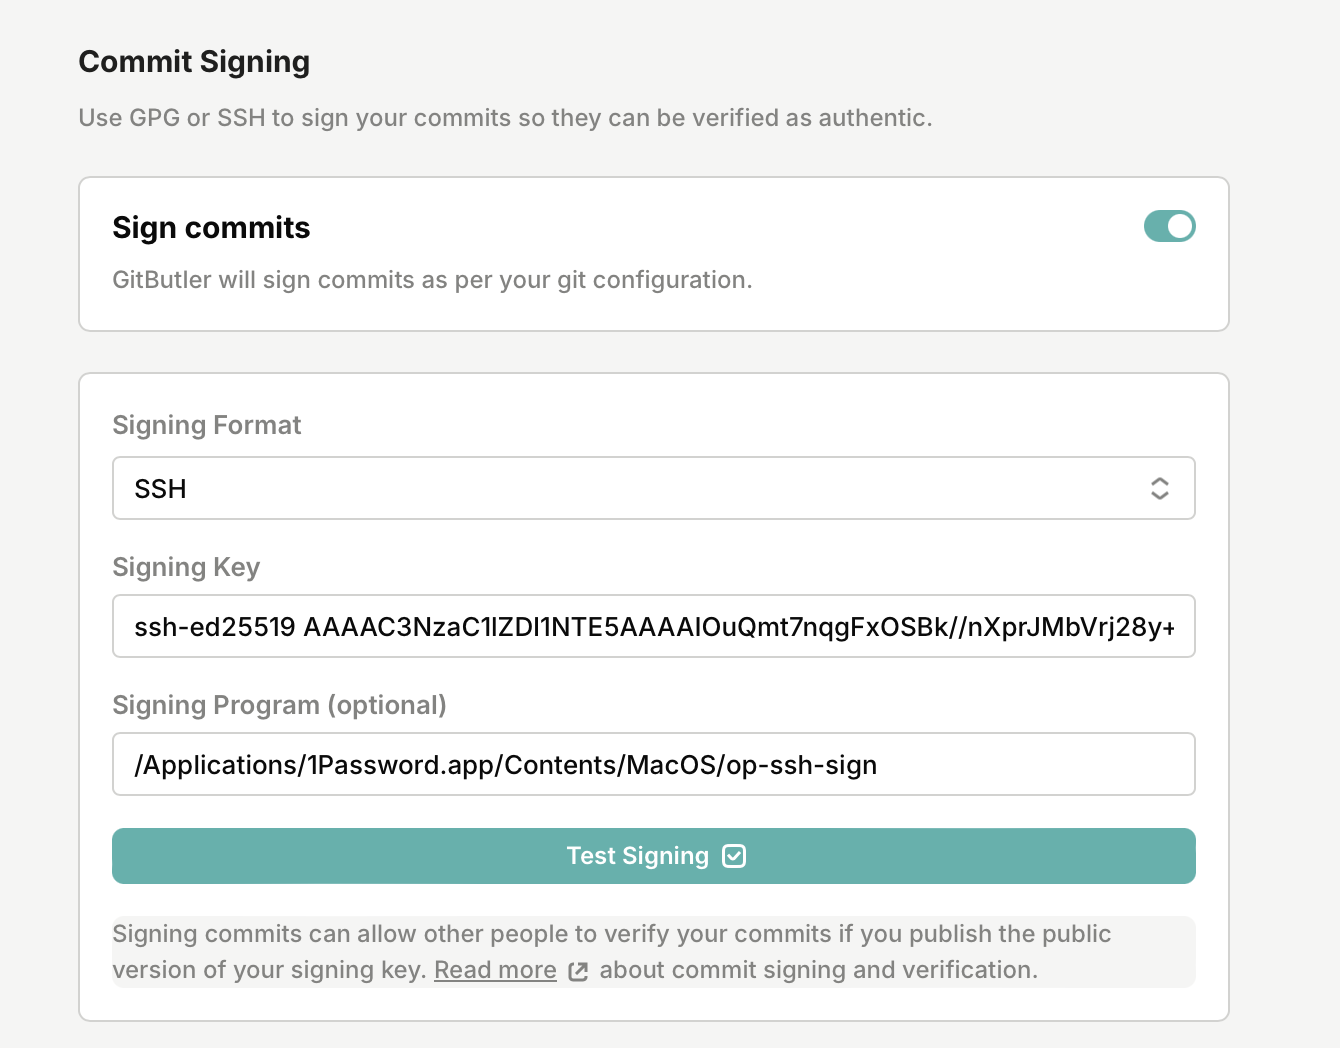 Commit Signing
Use GPG or SSH to sign your commits so they can be verified as authentic.
Sign commits
GitButler will sign commits as per your git configuration.
Signing Format
SSH
Signing Key
ssh-ed25519 AAAAC3NzaC1lZDI1NTE5AAAAIOuQmt7nqgFxOSBk//nXprJMbVrj28y+
Signing Program (optional)
/Applications/1Password.app/Contents/MacOS/op-ssh-sign
Test Signing
Signing commits can allow other people to verify your commits if you publish the public
version of your signing key. Read more about commit signing and verification.